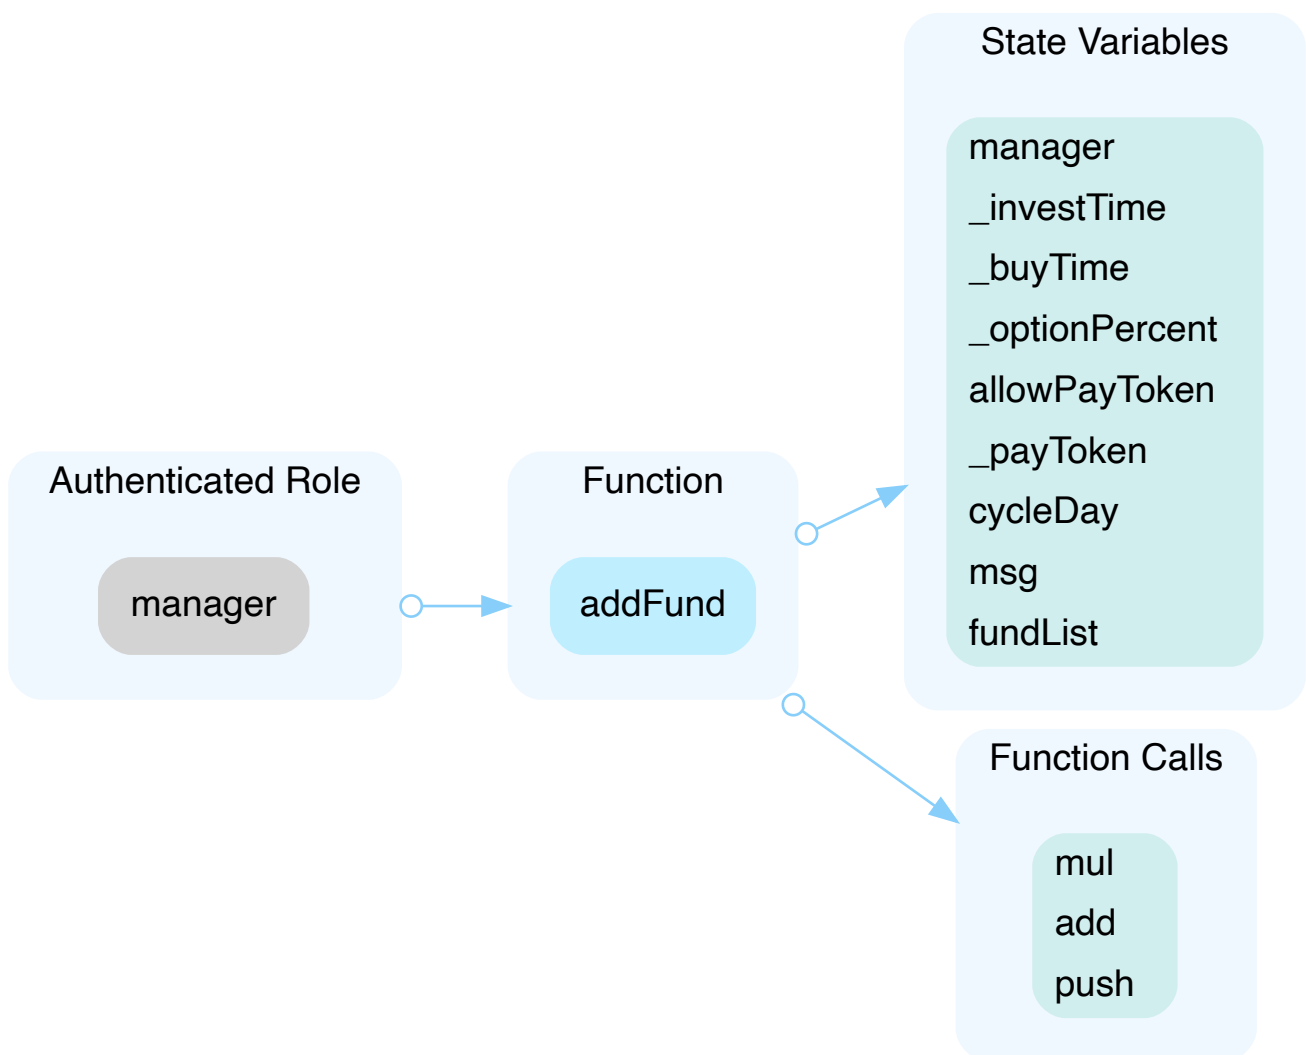 State Variables
manager
_investTime
_buyTime
_optionPercent
allowPayToken
_payToken
cycleDay
msg
fundList
Authenticated Role
manager
Function
addFund
Function Calls
mul
add
push